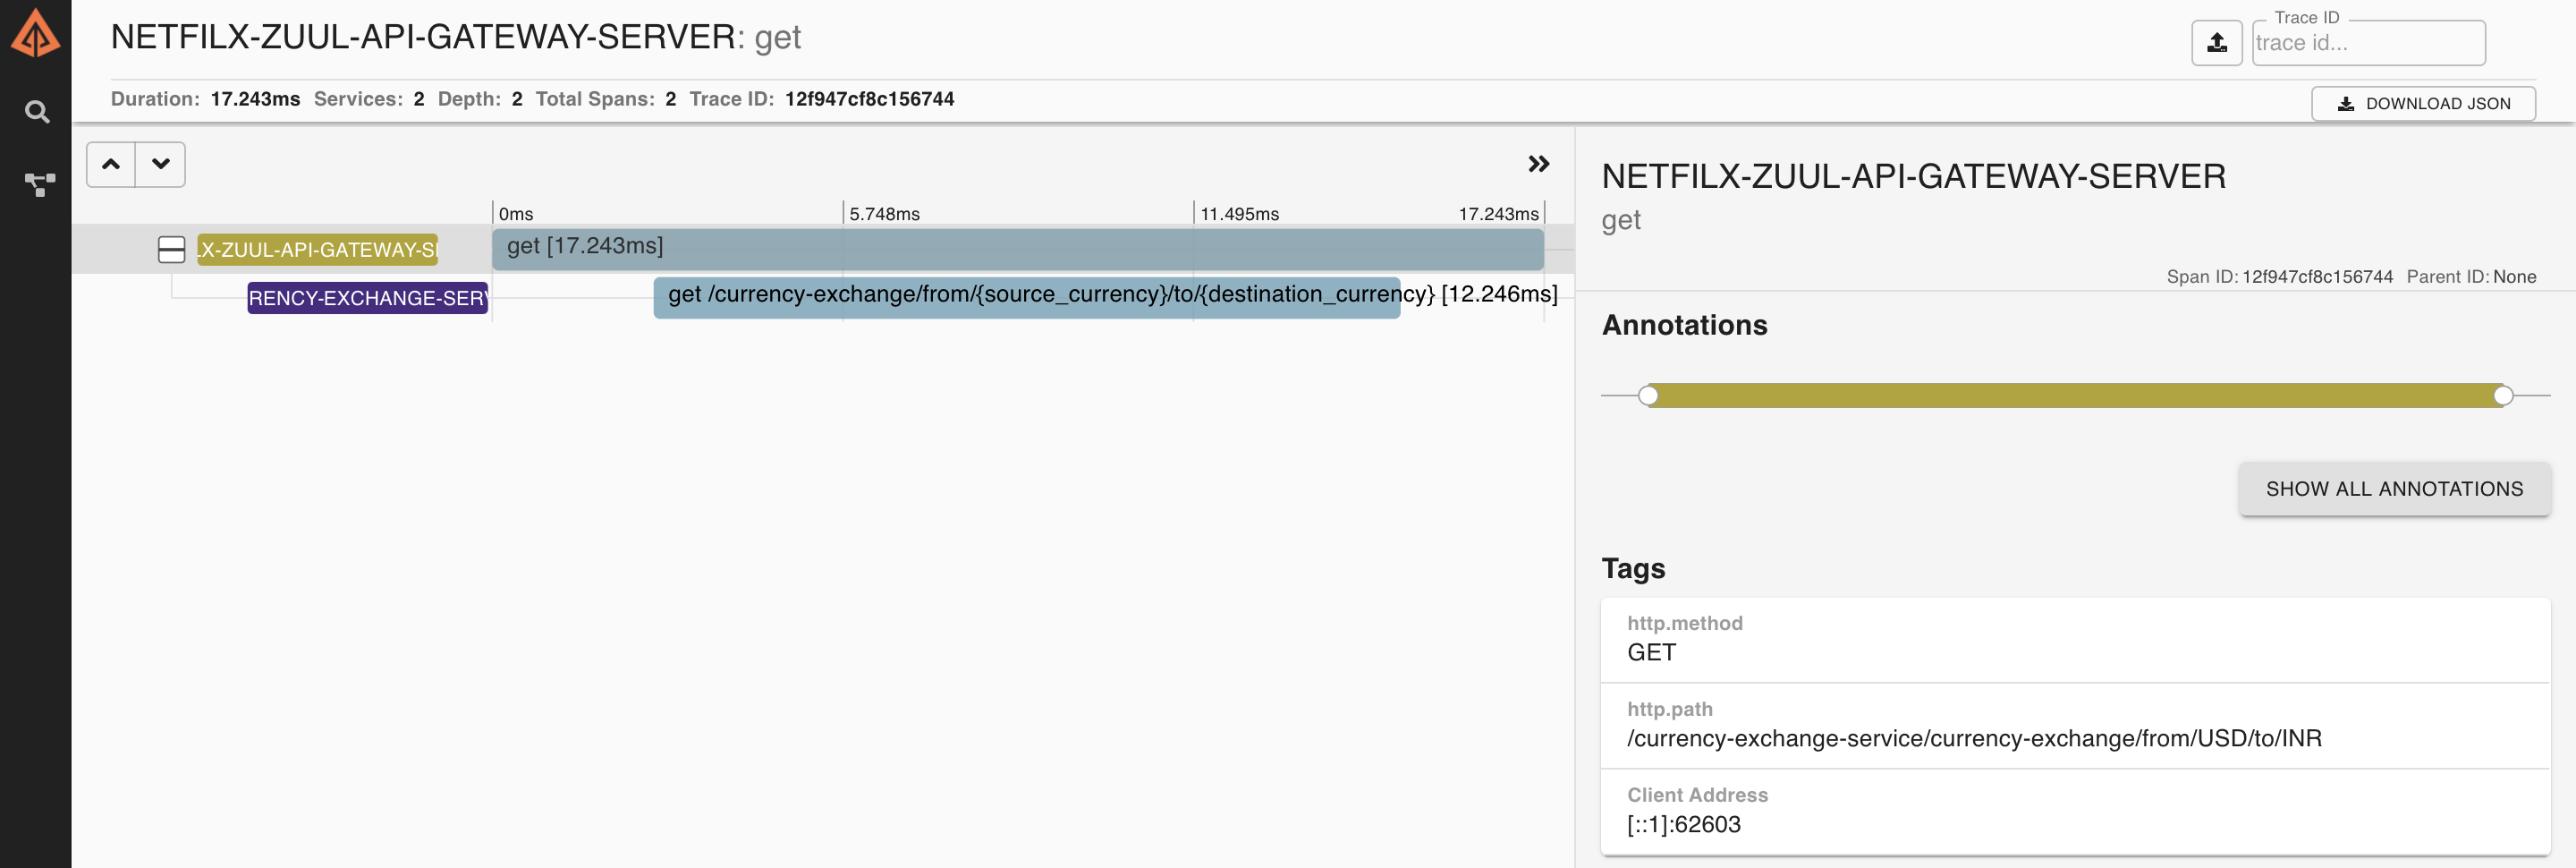 NETFILX-ZUUL-API-GATEWAY-SERVER: get
Trace ID
trace id...
Duration: 17.243ms Services: 2 Depth: 2 Total Spans: 2 Trace ID: 12f947cf8c156744
DOWNLOAD JSON
0ms 5.748ms 11.495ms 17.243ms
LX-ZUUL-API-GATEWAY-SE get [17.243ms]
RENCY-EXCHANGE-SERV get /currency-exchange/from/{source_currency}/to/{destination_currency} [12.246ms]
NETFILX-ZUUL-API-GATEWAY-SERVER
get
Span ID: 12f947cf8c156744 Parent ID: None
Annotations
SHOW ALL ANNOTATIONS
Tags
http.method
GET
http.path
/currency-exchange-service/currency-exchange/from/USD/to/INR
Client Address
[::1]:62603